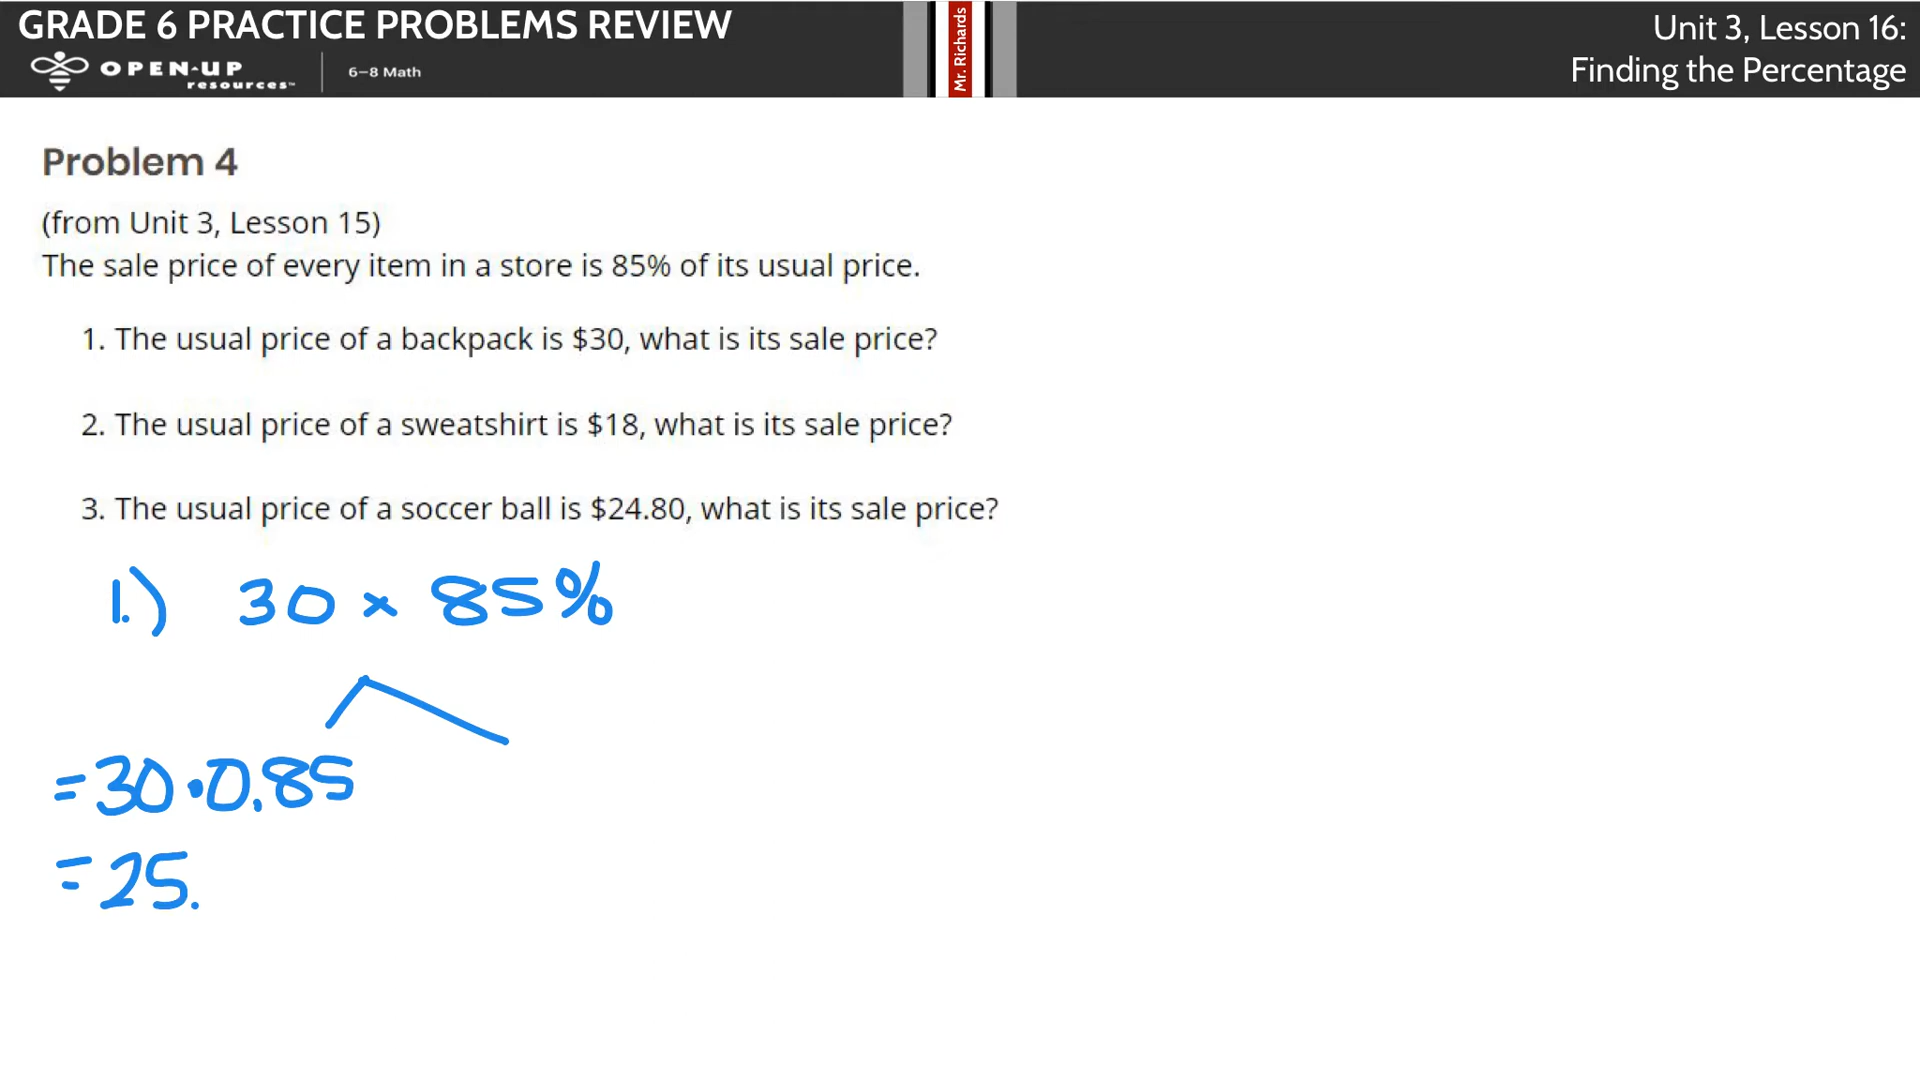 GRADE 6 PRACTICE PROBLEMS REVIEW
OPEN-UP
resources™
6–8 Math
Mr. Richards
Unit 3, Lesson 16:
Finding the Percentage
Problem 4
(from Unit 3, Lesson 15)
The sale price of every item in a store is 85% of its usual price.
1. The usual price of a backpack is $30, what is its sale price?
2. The usual price of a sweatshirt is $18, what is its sale price?
3. The usual price of a soccer ball is $24.80, what is its sale price?
1.) 30 × 85%
=30·0.85
=25.